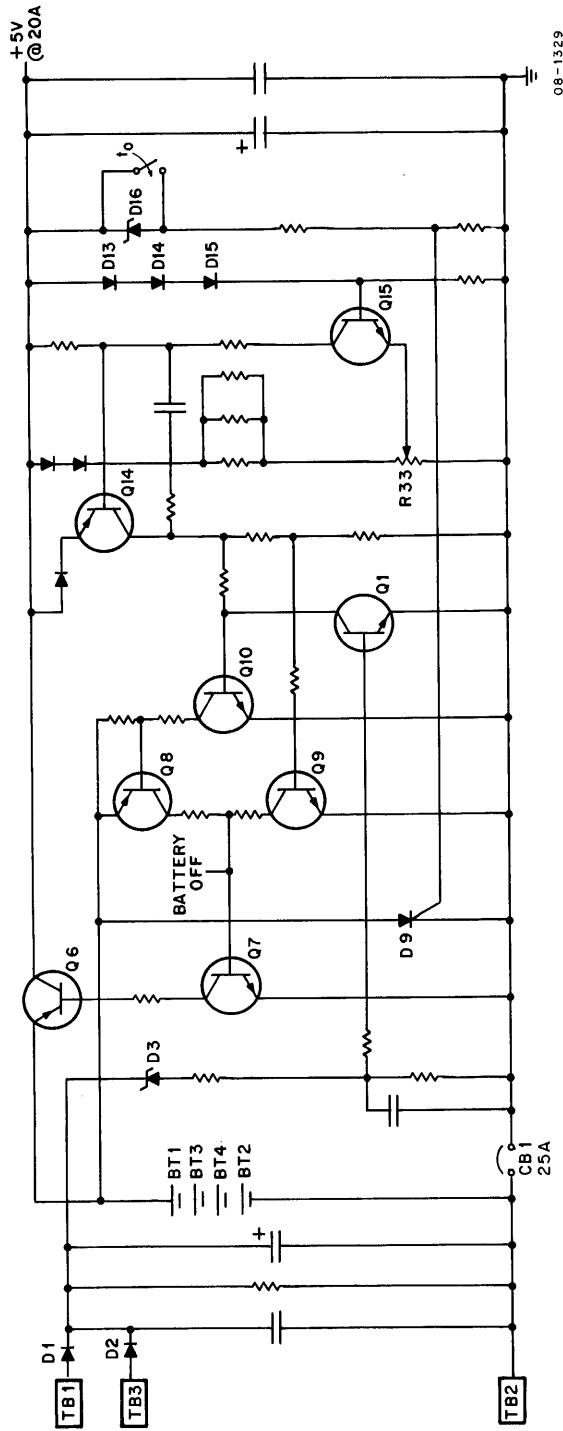 TB1
D1
TB3
D2
TB2
BT1
BT3
BT4
BT2
CB1
25A
D3
Q6
Q7
BATTERY
OFF
D9
Q8
Q9
Q10
Q1
Q14
R33
Q15
D13
D14
D15
D16
to
+
+
+5V
@20A
08-1329